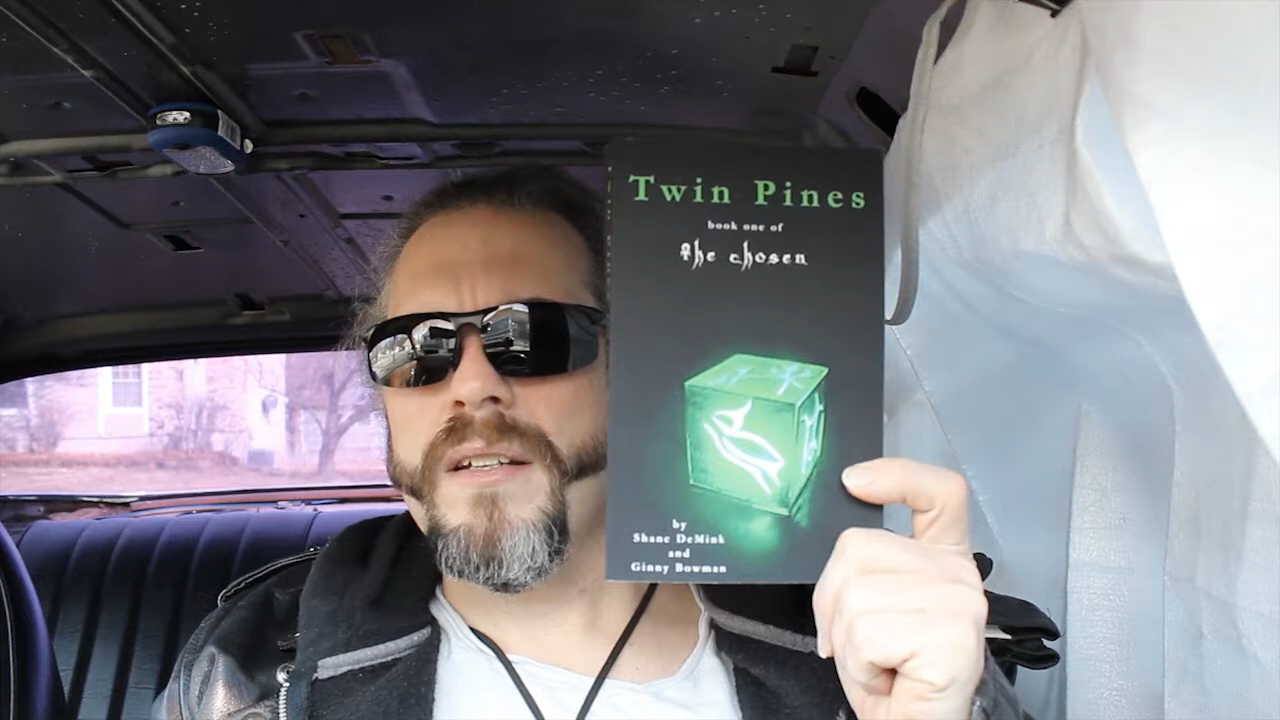 Twin Pines
book one of
the chosen
by
Shane DeMink
and
Ginny Bowman